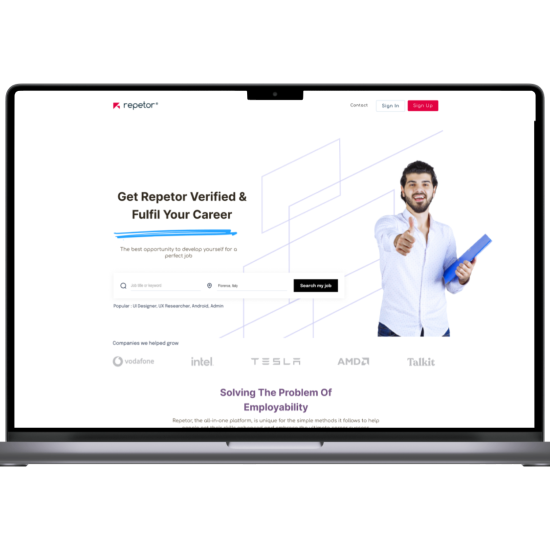 repetor
Contact
Sign In
Sign Up
Get Repetor Verified &
Fulfil Your Career
The best opportunity to develop yourself for a
perfect job
Search my job
Popular : UI Designer, UX Researcher, Android, Admin
Companies we helped grow
vodafone
intel
TESLA
AMD
Talkit
Solving The Problem Of
Employability
Repetor, the all-in-one platform, is unique for the simple methods it follows to help